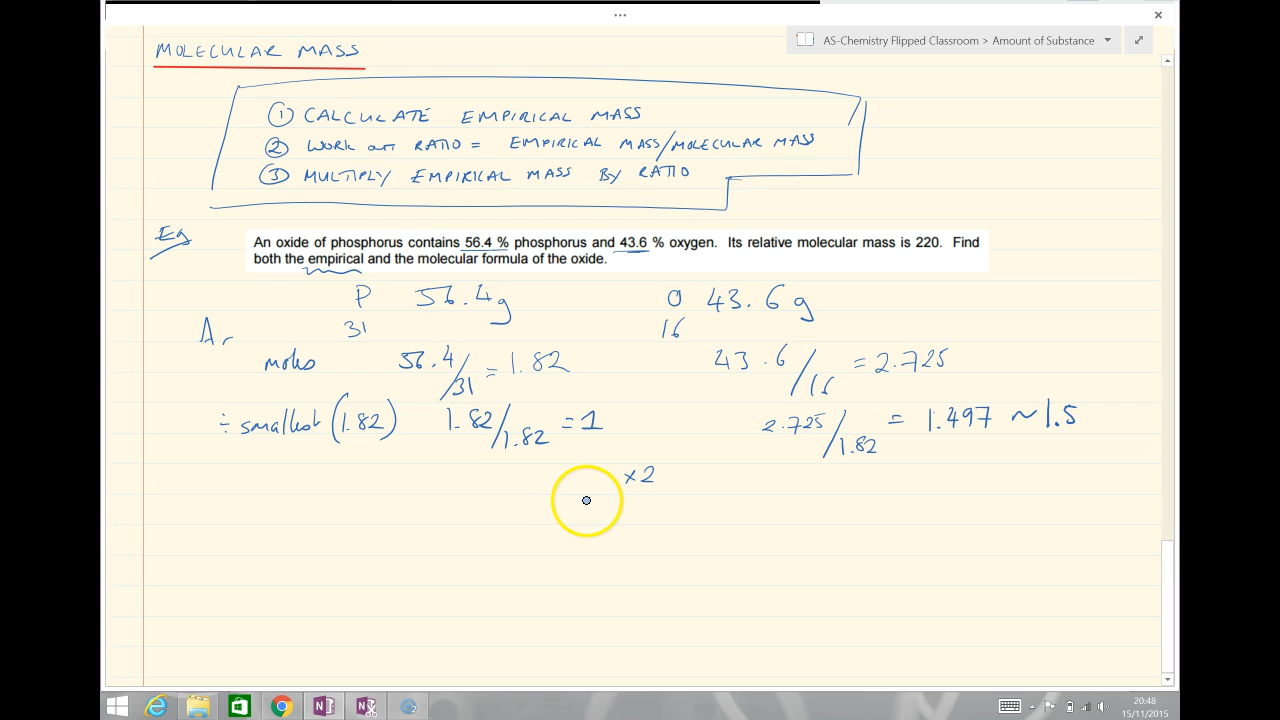 AS-Chemistry Flipped Classroom > Amount of Substance
MOLECULAR MASS
① CALCULATE EMPIRICAL MASS
② WORK OUT RATIO = EMPIRICAL MASS/MOLECULAR MASS
③ MULTIPLY EMPIRICAL MASS BY RATIO
Eg
An oxide of phosphorus contains 56.4 % phosphorus and 43.6 % oxygen. Its relative molecular mass is 220. Find
both the empirical and the molecular formula of the oxide.
P 56.4g O 43.6g
Ar 31 16
moles 56.4/31 = 1.82 43.6/16 = 2.725
÷ smallest (1.82) 1.82/1.82 = 1 2.725/1.82 = 1.497 ~ 1.5
×2
20:48
15/11/2015